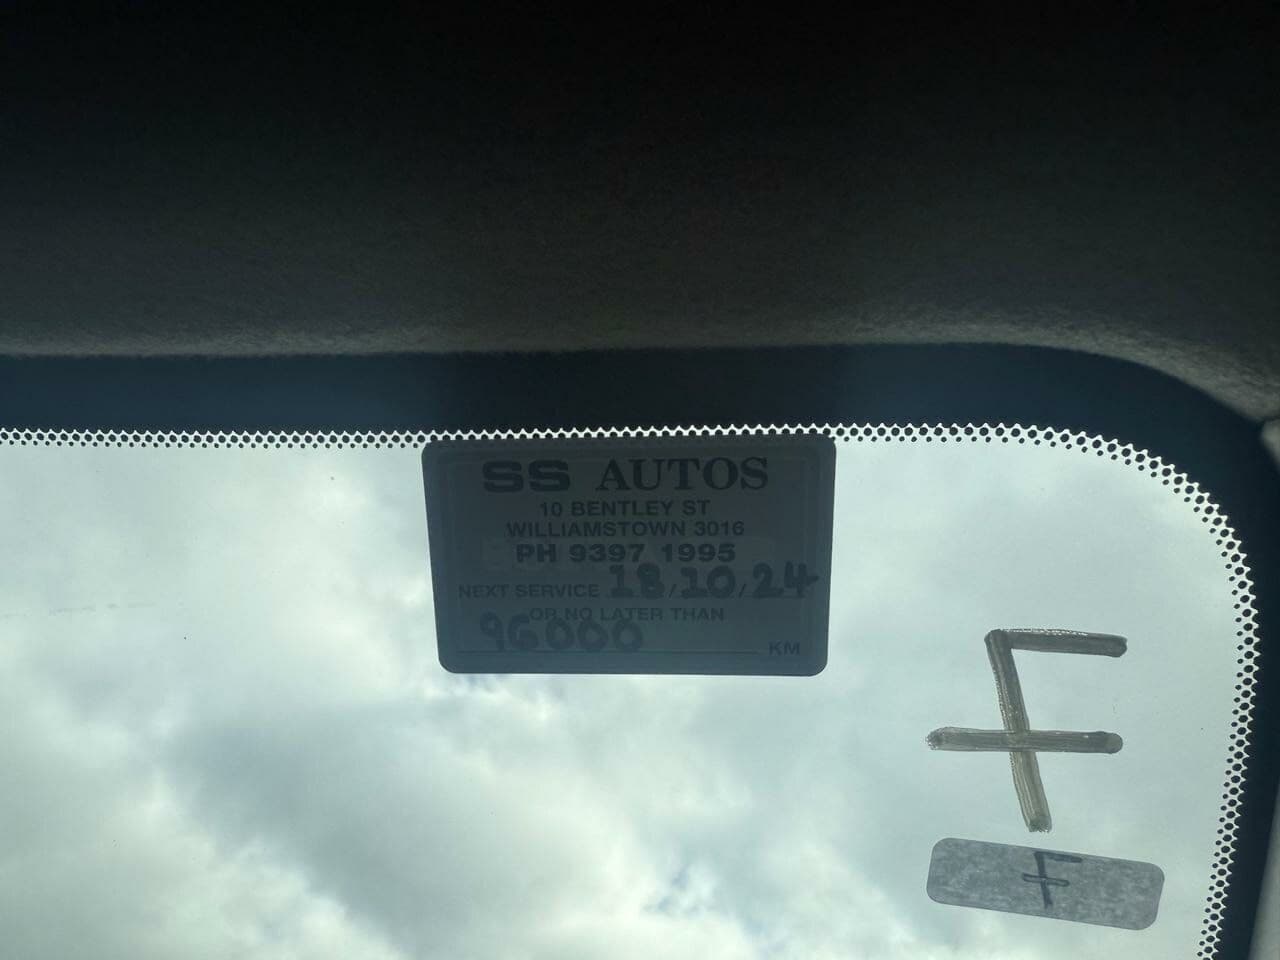 SS AUTOS
10 BENTLEY ST
WILLIAMSTOWN 3016
PH 9397 1995
NEXT SERVICE 18/10/24
OR NO LATER THAN
96000 KM
F
F